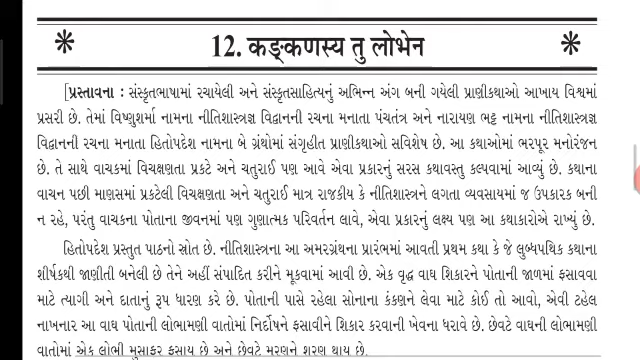 12. कङ्कणस्य तु लोभेन
[પ્રસ્તાવના : સંસ્કૃતભાષામાં રચાયેલી અને સંસ્કૃતસાહિત્યનું અભિન્ન અંગ બની ગયેલી પ્રાણીકથાઓ આખાય વિશ્વમાં
પ્રસરી છે. તેમાં વિષ્ણુશર્મા નામના નીતિશાસ્ત્રજ્ઞ વિદ્વાનની રચના મનાતા પંચતંત્ર અને નારાયણ ભટ્ટ નામના નીતિશાસ્ત્રજ્ઞ
વિદ્વાનની રચના મનાતા હિતોપદેશ નામના બે ગ્રંથોમાં સંગૃહીત પ્રાણીકથાઓ સવિશેષ છે. આ કથાઓમાં ભરપૂર મનોરંજન
છે. તે સાથે વાચકમાં વિચક્ષણતા પ્રકટે અને ચતુરાઈ પણ આવે એવા પ્રકારનું સરસ કથાવસ્તુ કલ્પવામાં આવ્યું છે. કથાના
વાચન પછી માણસમાં પ્રકટેલી વિચક્ષણતા અને ચતુરાઈ માત્ર રાજકીય કે નીતિશાસ્ત્રને લગતા વ્યવસાયમાં જ ઉપકારક બની
ન રહે, પરંતુ વાચકના પોતાના જીવનમાં પણ ગુણાત્મક પરિવર્તન લાવે, એવા પ્રકારનું લક્ષ્ય પણ આ કથાકારોએ રાખ્યું છે.
હિતોપદેશ પ્રસ્તુત પાઠનો સ્રોત છે. નીતિશાસ્ત્રના આ અમરગ્રંથના પ્રારંભમાં આવતી પ્રથમ કથા કે જે લુબ્ધપથિક કથાના
શીર્ષકથી જાણીતી બનેલી છે તેને અહીં સંપાદિત કરીને મૂકવામાં આવી છે. એક વૃદ્ધ વાઘ શિકારને પોતાની જાળમાં ફસાવવા
માટે ત્યાગી અને દાતાનું રૂપ ધારણ કરે છે. પોતાની પાસે રહેલા સોનાના કંકણને લેવા માટે કોઈ તો આવો, એવી ટહેલ
નાખનાર આ વાઘ પોતાની લોભામણી વાતોમાં નિર્દોષને ફસાવીને શિકાર કરવાની ખેવના ધરાવે છે. છેવટે વાઘની લોભામણી
વાતોમાં એક લોભી મુસાફર ફસાય છે અને છેવટે મરણને શરણ થાય છે.